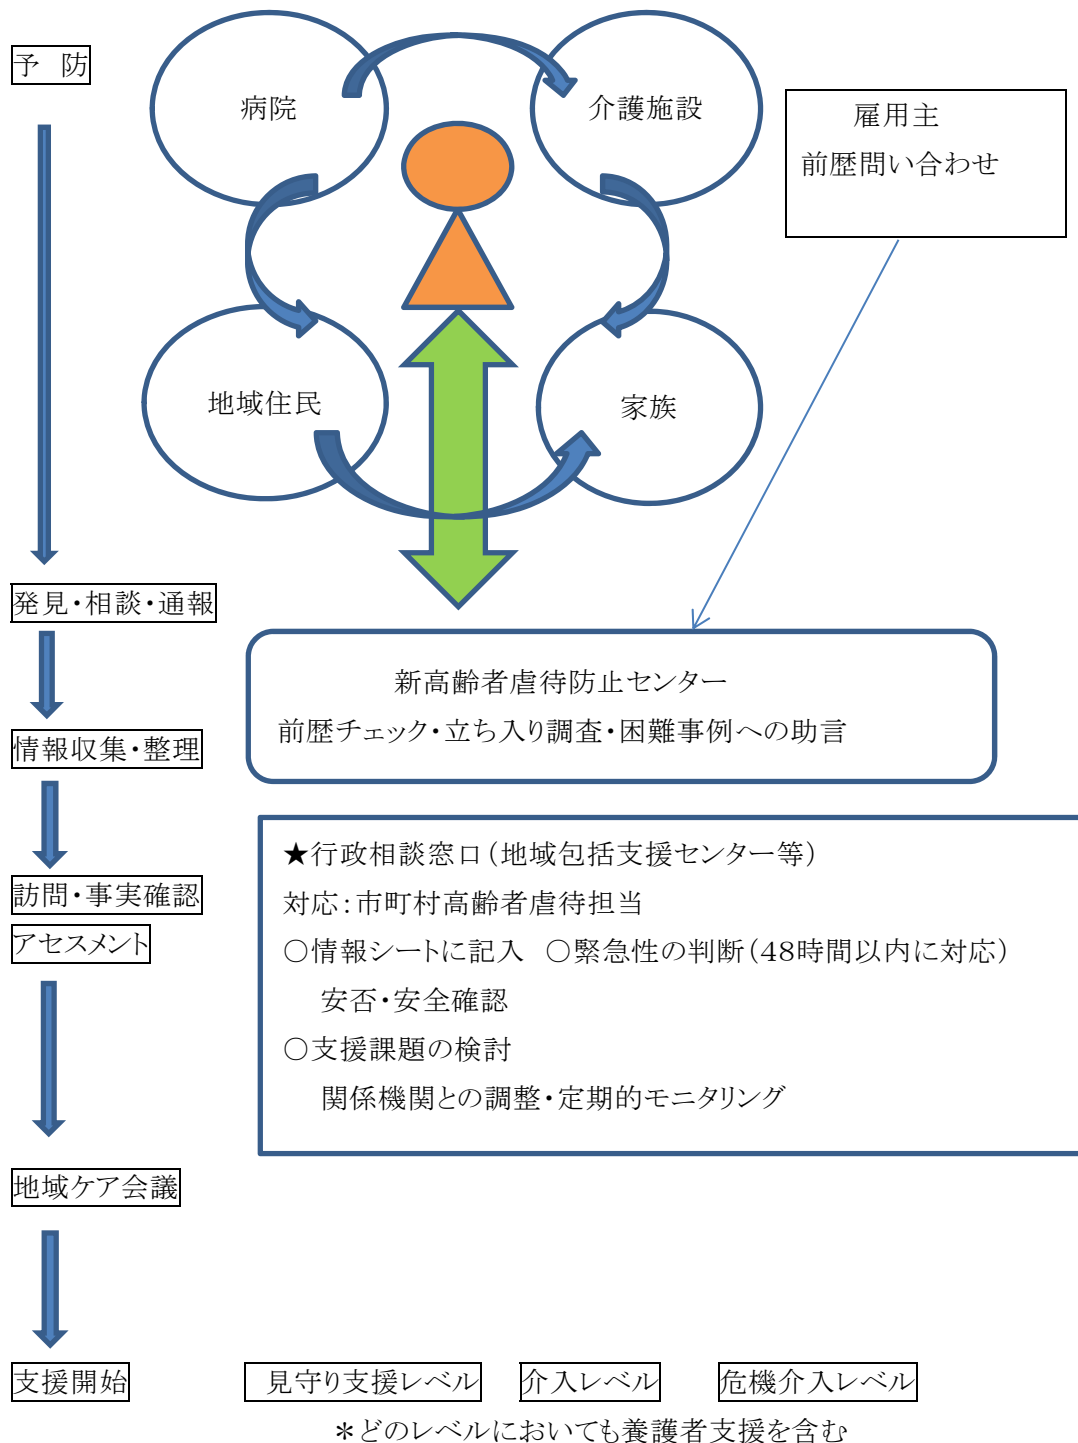 予　防
病院
介護施設
雇用主
前歴問い合わせ
地域住民
家族
発見・相談・通報
新高齢者虐待防止センター
前歴チェック・立ち入り調査・困難事例への助言
情報収集・整理
★行政相談窓口（地域包括支援センター等）
対応：市町村高齢者虐待担当
○情報シートに記入　○緊急性の判断（48時間以内に対応）
安否・安全確認
○支援課題の検討
関係機関との調整・定期的モニタリング
訪問・事実確認
アセスメント
地域ケア会議
支援開始
見守り支援レベル
介入レベル
危機介入レベル
＊どのレベルにおいても養護者支援を含む